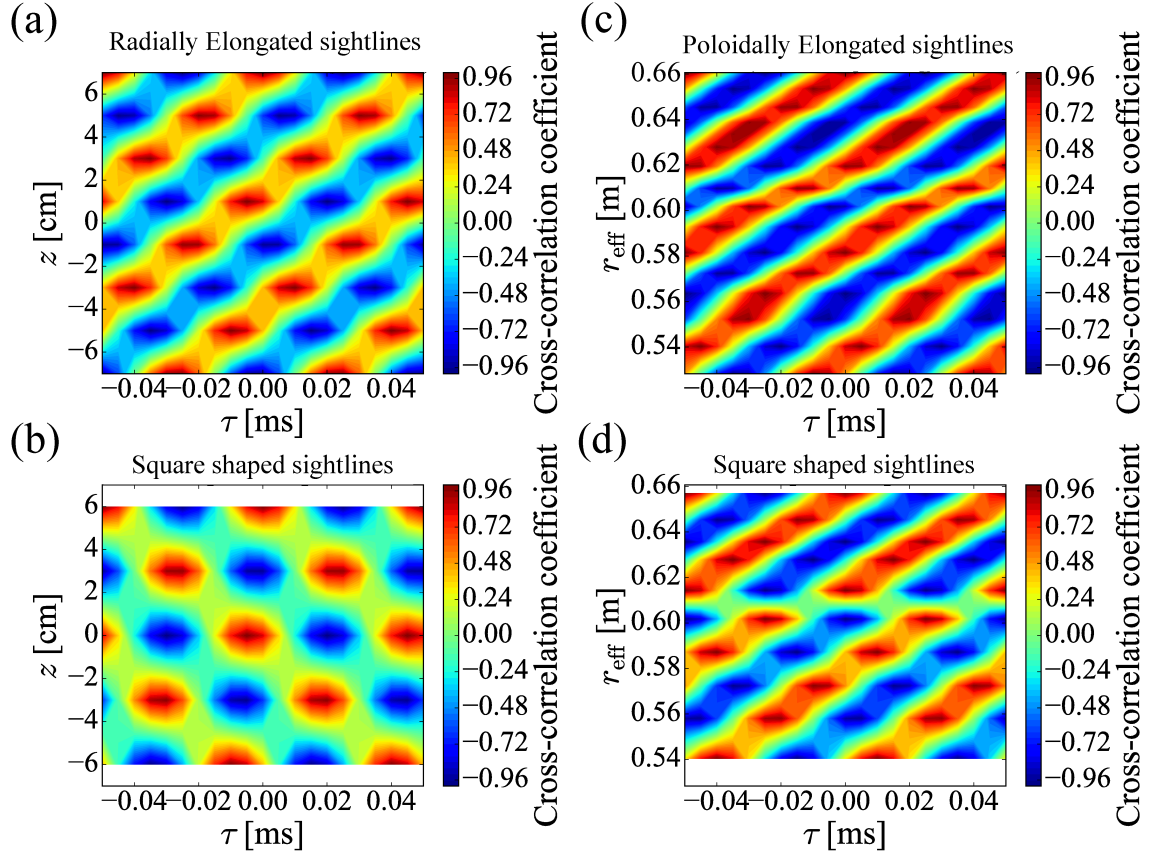 (a)
Radially Elongated sightlines
6
4
2
0
−2
−4
−6
z [cm]
−0.04−0.02 0.00 0.02 0.04
τ [ms]
0.96
0.72
0.48
0.24
0.00
−0.24
−0.48
−0.72
−0.96
Cross-correlation coefficient
(c)
Poloidally Elongated sightlines
0.66
0.64
0.62
0.60
0.58
0.56
0.54
reff [m]
−0.04−0.02 0.00 0.02 0.04
τ [ms]
0.96
0.72
0.48
0.24
0.00
−0.24
−0.48
−0.72
−0.96
Cross-correlation coefficient
(b)
Square shaped sightlines
6
4
2
0
−2
−4
−6
z [cm]
−0.04−0.02 0.00 0.02 0.04
τ [ms]
0.96
0.72
0.48
0.24
0.00
−0.24
−0.48
−0.72
−0.96
Cross-correlation coefficient
(d)
Square shaped sightlines
0.66
0.64
0.62
0.60
0.58
0.56
0.54
reff [m]
−0.04−0.02 0.00 0.02 0.04
τ [ms]
0.96
0.72
0.48
0.24
0.00
−0.24
−0.48
−0.72
−0.96
Cross-correlation coefficient